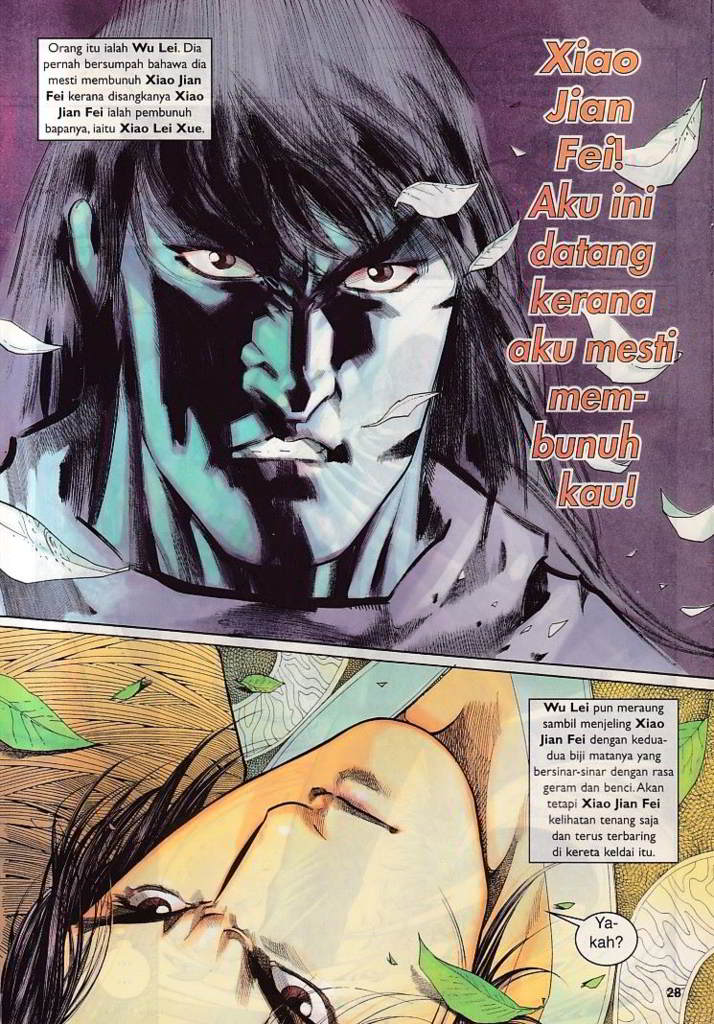 Orang itu ialah Wu Lei. Dia
pernah bersumpah bahawa dia
mesti membunuh Xiao Jian
Fei kerana disangkanya Xiao
Jian Fei ialah pembunuh
bapanya, iaitu Xiao Lei Xue.
Xiao
Jian
Fei!
Aku ini
datang
kerana
aku mesti
mem-
bunuh
kau!
Wu Lei pun meraung
sambil menjeling Xiao
Jian Fei dengan kedua-
dua biji matanya yang
bersinar-sinar dengan rasa
geram dan benci. Akan
tetapi Xiao Jian Fei
kelihatan tenang saja
dan terus terbaring
di kereta keldai itu.
Ya-
kah?
28